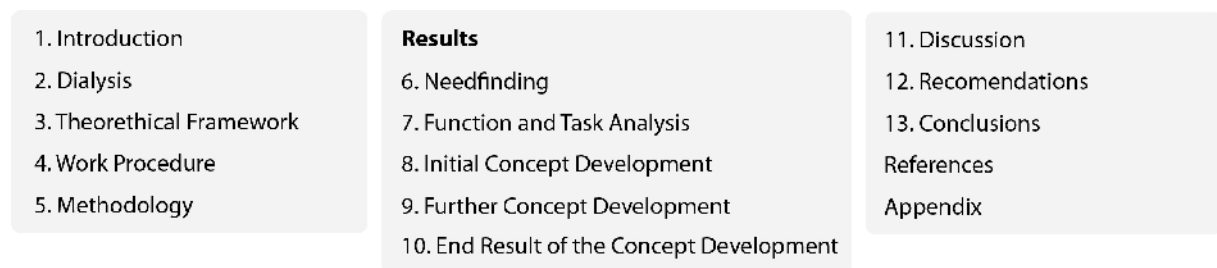 1. Introduction
2. Dialysis
3. Theorethical Framework
4. Work Procedure
5. Methodology
Results
6. Needfinding
7. Function and Task Analysis
8. Initial Concept Development
9. Further Concept Development
10. End Result of the Concept Development
11. Discussion
12. Recomendations
13. Conclusions
References
Appendix